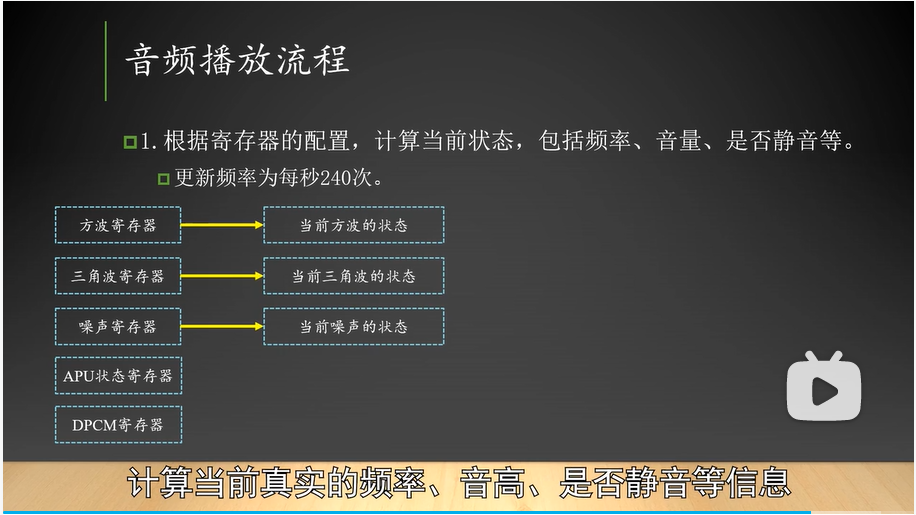 音频播放流程
1. 根据寄存器的配置，计算当前状态，包括频率、音量、是否静音等。
更新频率为每秒240次。
方波寄存器
当前方波的状态
三角波寄存器
当前三角波的状态
噪声寄存器
当前噪声的状态
APU状态寄存器
DPCM寄存器
计算当前真实的频率、音高、是否静音等信息